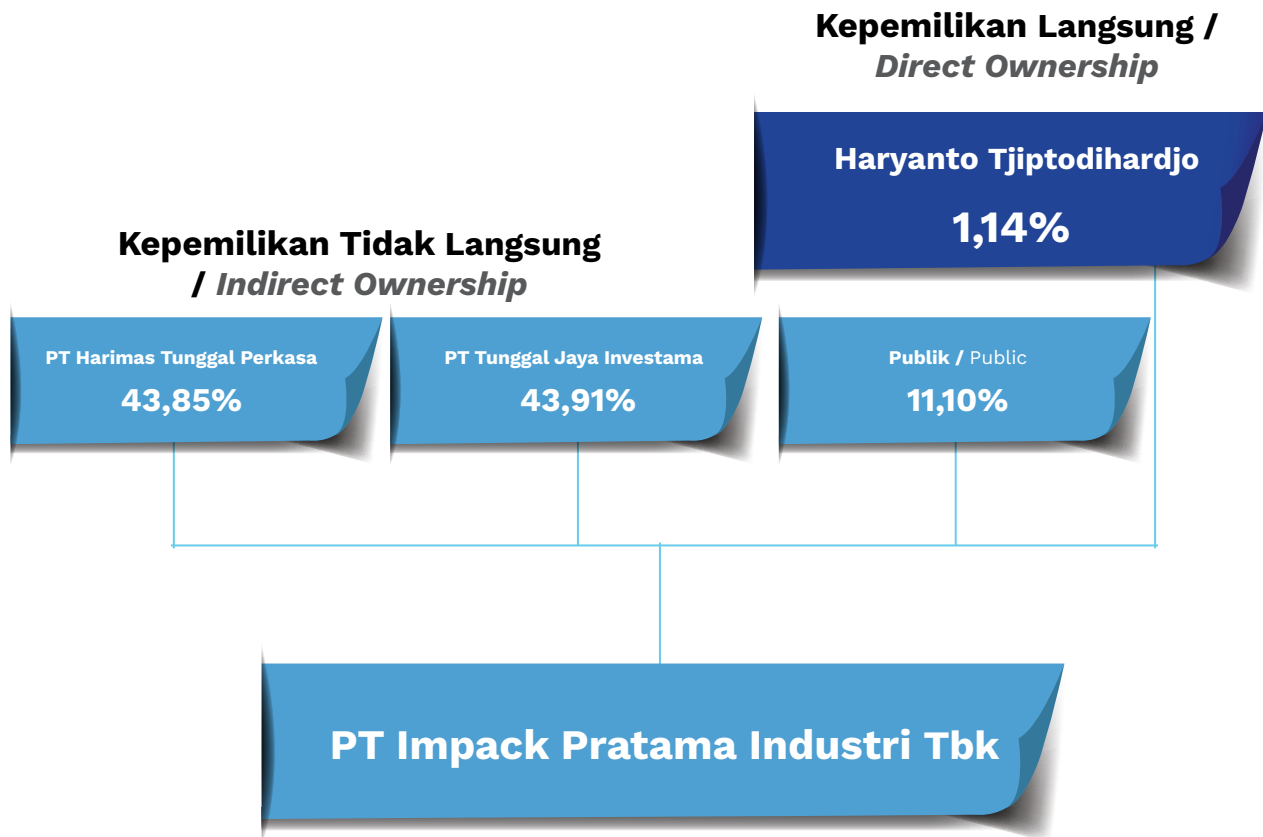 Kepemilikan Langsung /
Direct Ownership
Haryanto Tjiptodihardjo
1,14%
Kepemilikan Tidak Langsung
/ Indirect Ownership
PT Harimas Tunggal Perkasa
43,85%
PT Tunggal Jaya Investama
43,91%
Publik / Public
11,10%
PT Impack Pratama Industri Tbk